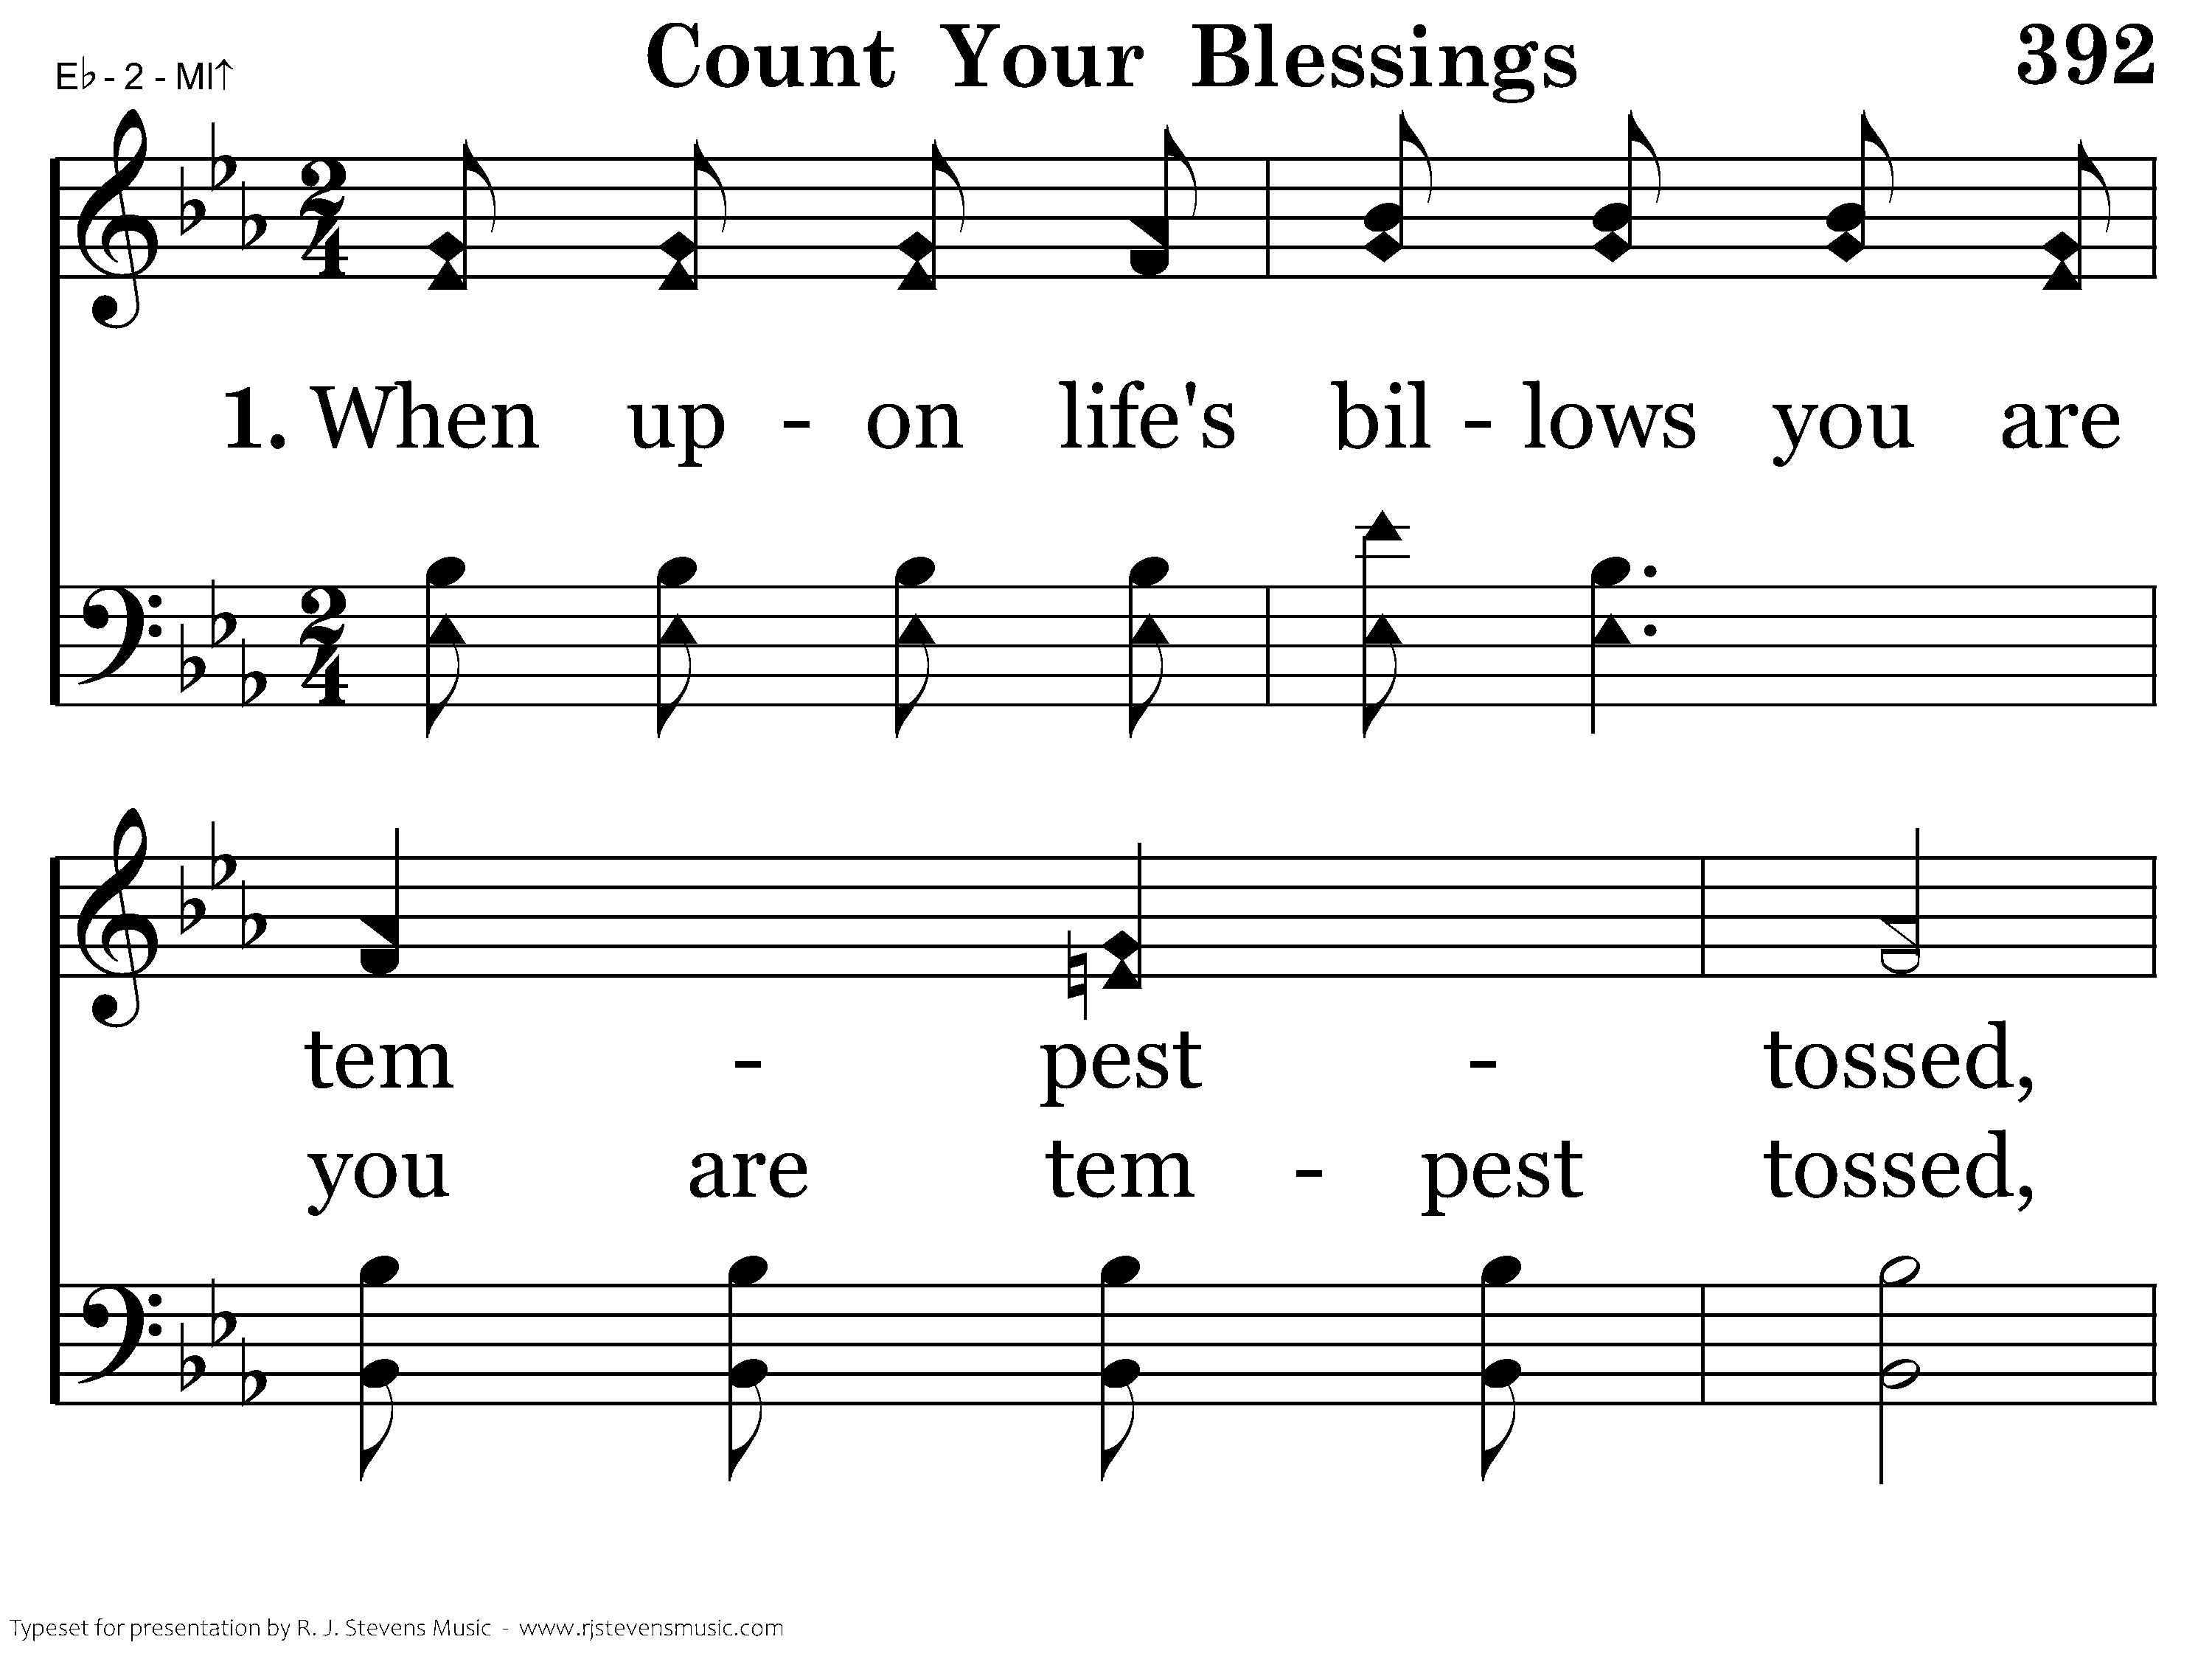 Count Your Blessings
392
E♭ - 2 - MI↑
1. When up - on life's bil - lows you are
tem - pest - tossed,
you are tem - pest tossed,
Typeset for presentation by R. J. Stevens Music - www.rjstevensmusic.com